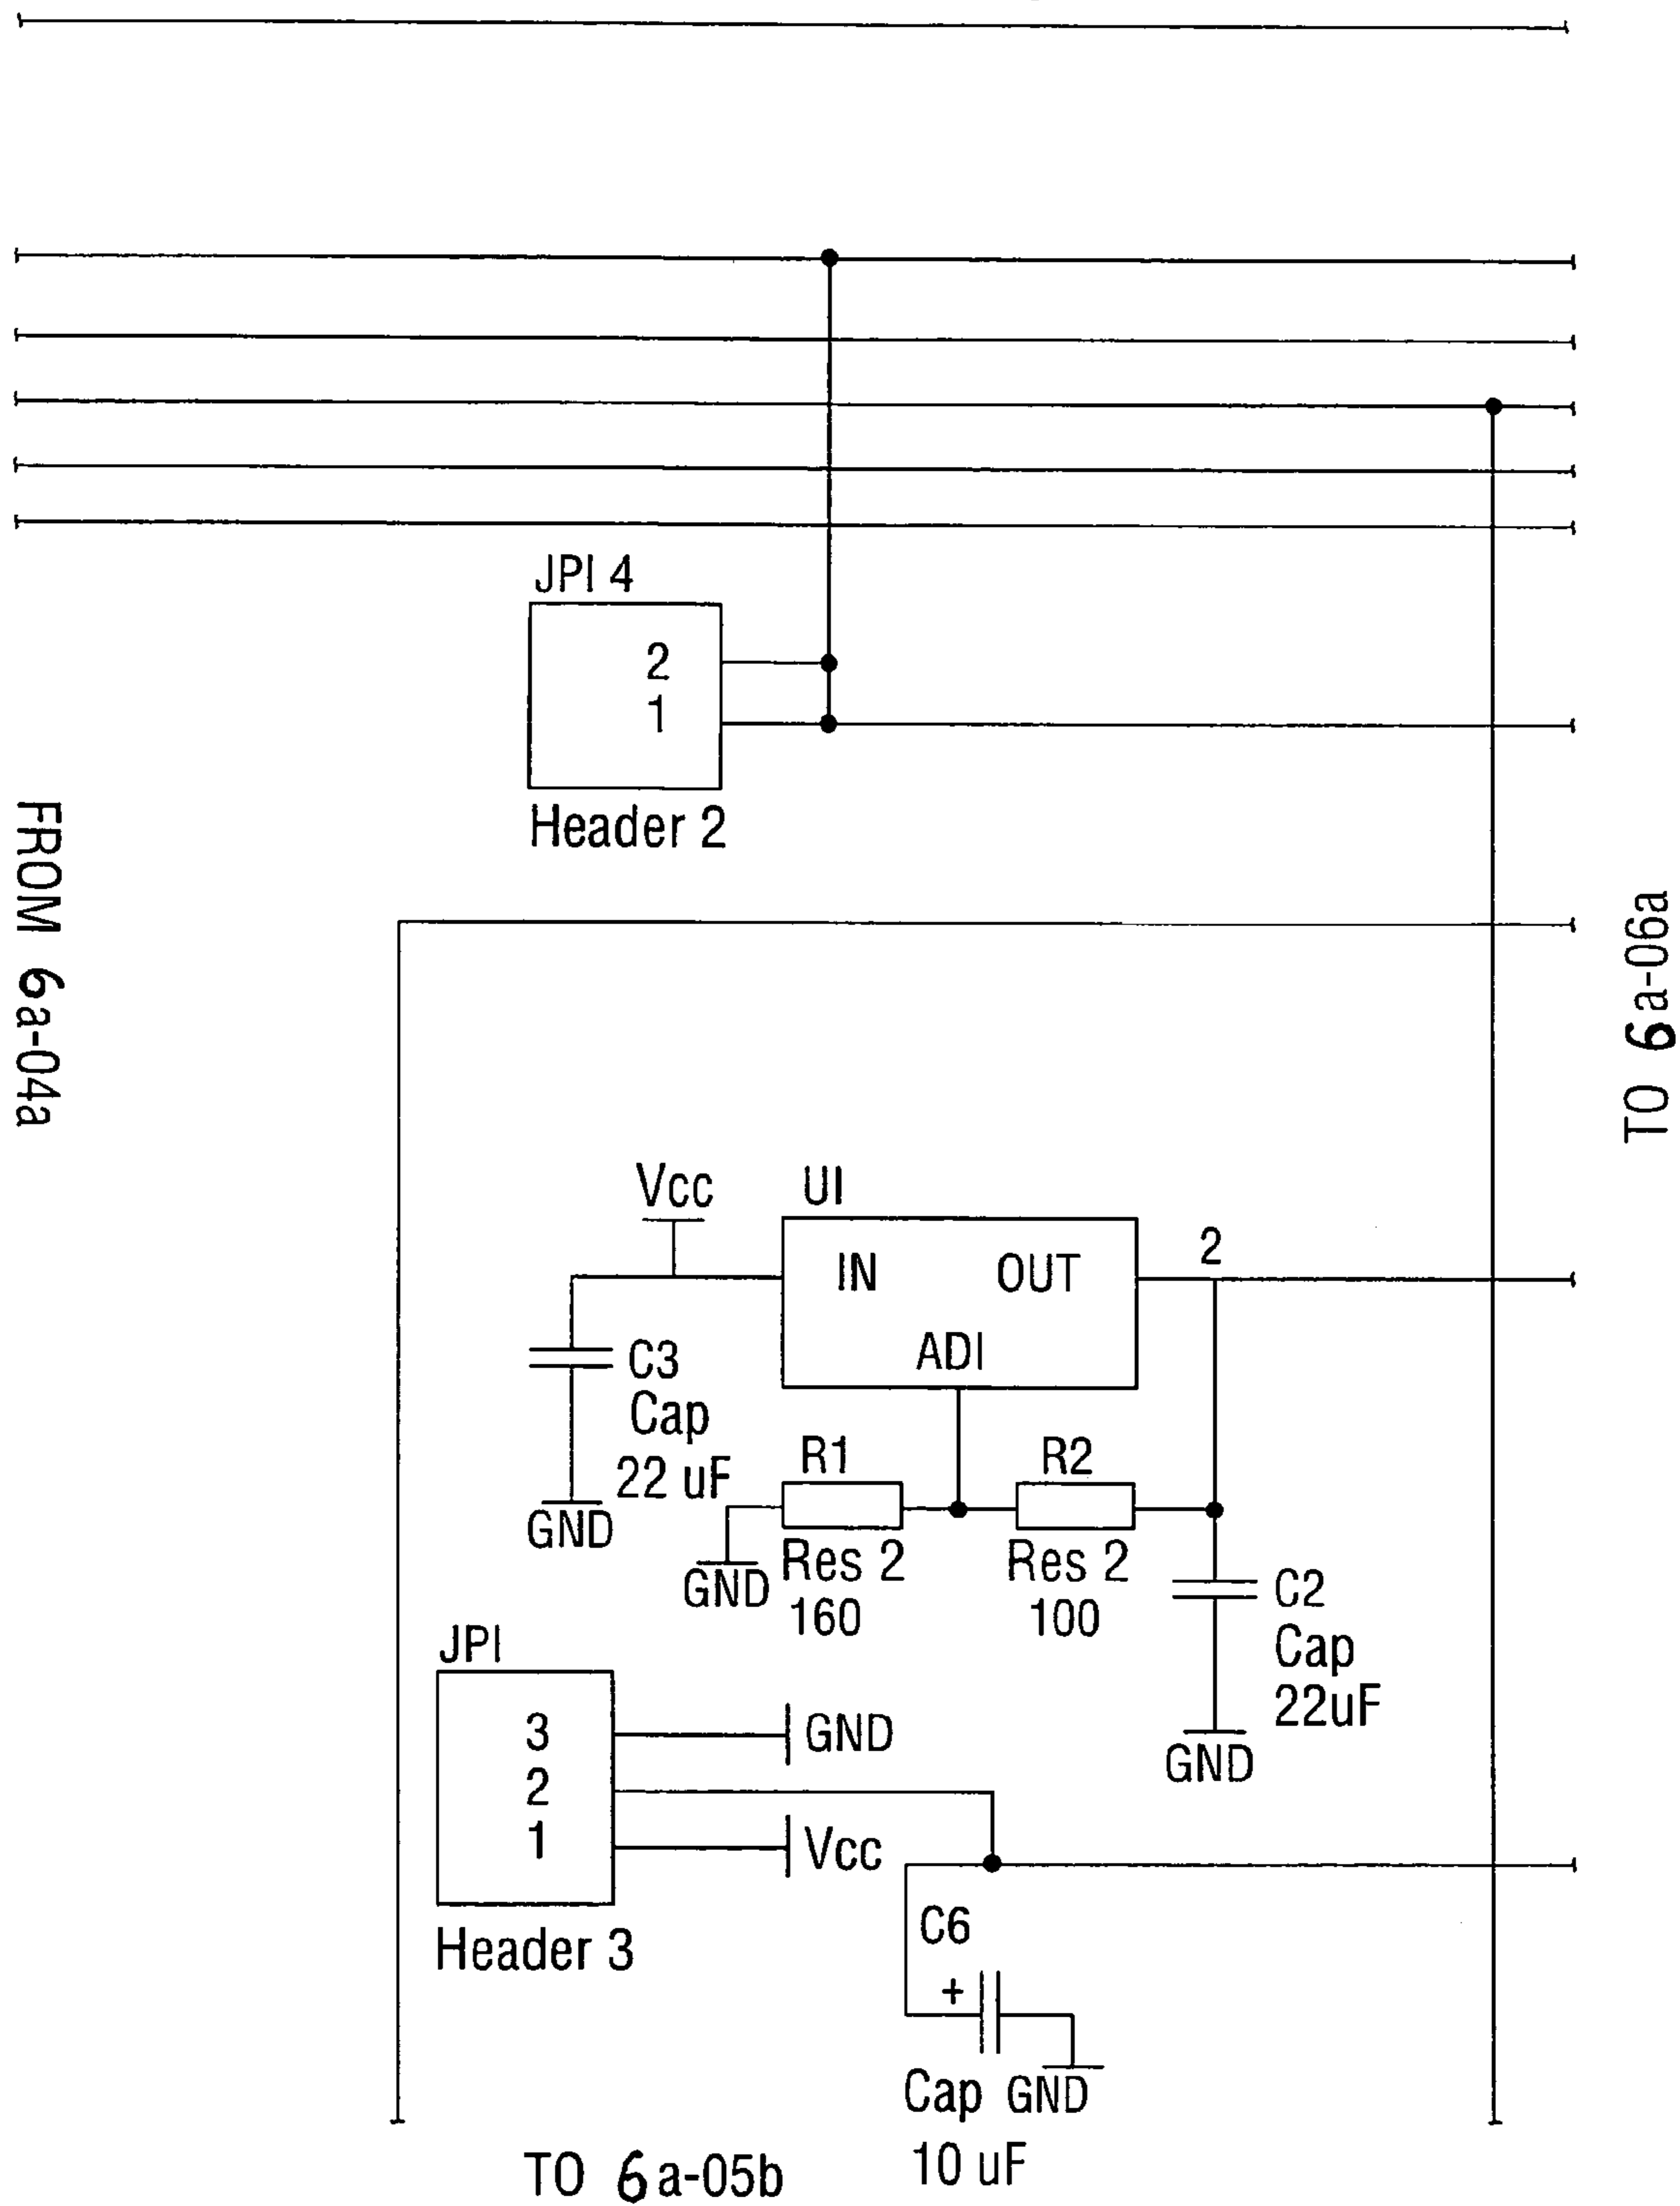 JPI 4
2
1
Header 2
FROM 6a-04a
TO 6a-06a
Vcc
UI
IN OUT
ADI
2
C3
Cap
22 uF
GND
R1
Res 2
160
GND
R2
Res 2
100
C2
Cap
22uF
GND
JPI
3
2
1
GND
Vcc
Header 3
C6
+
Cap GND
10 uF
TO 6a-05b